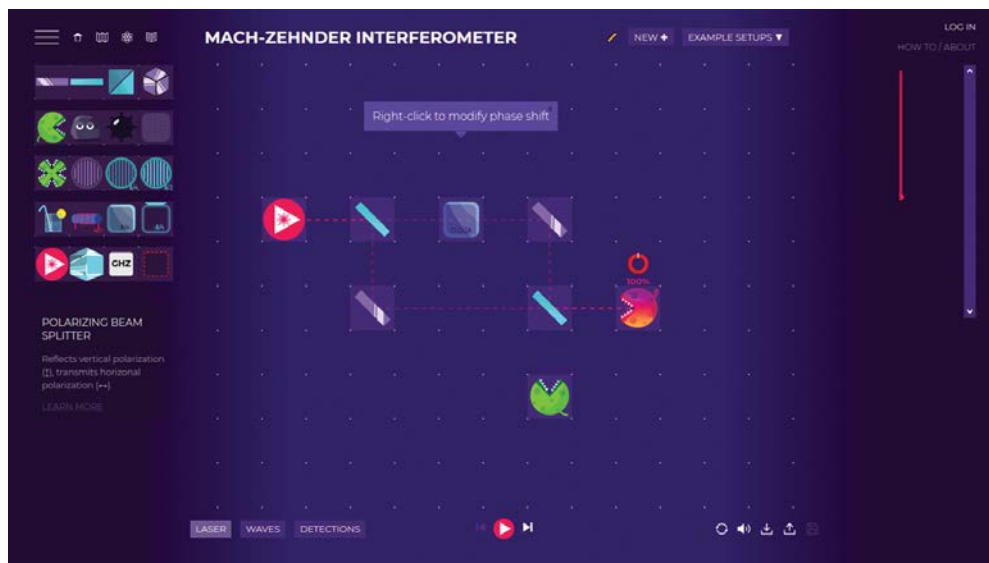 MACH-ZEHNDER INTERFEROMETER
NEW +
EXAMPLE SETUPS ▼
LOG IN
HOW TO / ABOUT
Right-click to modify phase shift
100%
GHZ
POLARIZING BEAM
SPLITTER
Reflects vertical polarization
(↕), transmits horizonal
polarization (↔)
LEARN MORE
LASER
WAVES
DETECTIONS